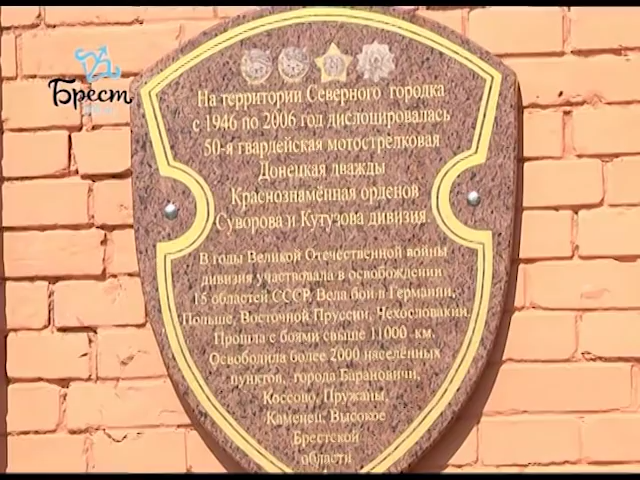 Брест
На территории Северного городка
с 1946 по 2006 год дислоцировалась
50-я гвардейская мотострелковая
Донецкая дважды
Краснознамённая орденов
Суворова и Кутузова дивизия.
В годы Великой Отечественной войны
дивизия участвовала в освобождении
15 областей СССР. Вела бои в Германии,
Польше, Восточной Пруссии, Чехословакии.
Прошла с боями свыше 11000 км.
Освободила более 2000 населённых
пунктов, города Барановичи,
Коссово, Пружаны,
Каменец, Высокое
Брестской
области